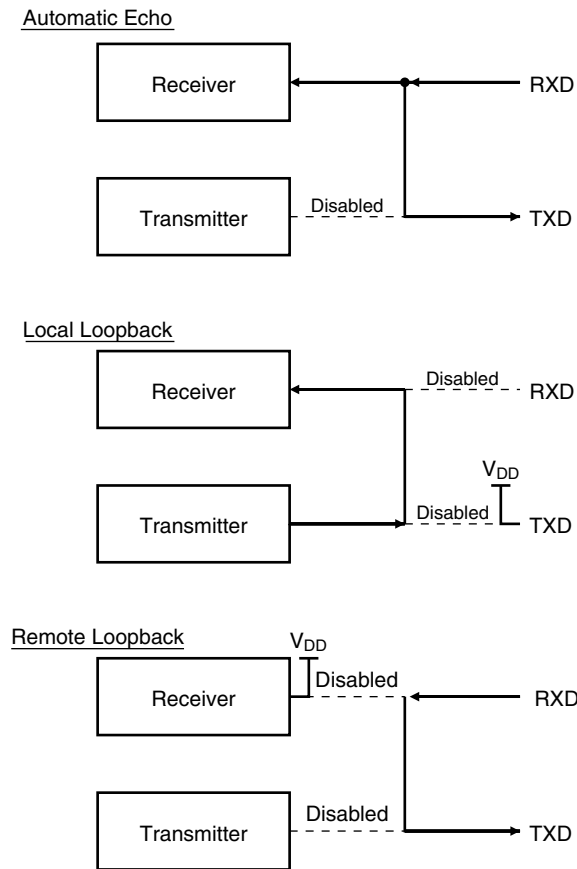 Automatic Echo
Receiver
RXD
Transmitter
Disabled
TXD
Local Loopback
Receiver
Disabled
RXD
VDD
Transmitter
Disabled
TXD
Remote Loopback
VDD
Receiver
Disabled
RXD
Transmitter
Disabled
TXD